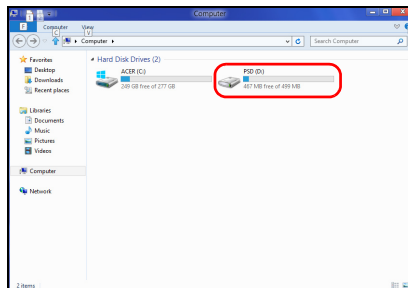 Computer
F
Computer
View
C
V
Computer
Search Computer
Favorites
Desktop
Downloads
Recent places
Libraries
Documents
Music
Pictures
Videos
Computer
Network
Hard Disk Drives (2)
ACER (C:)
249 GB free of 277 GB
PSD (D:)
467 MB free of 499 MB
2 items